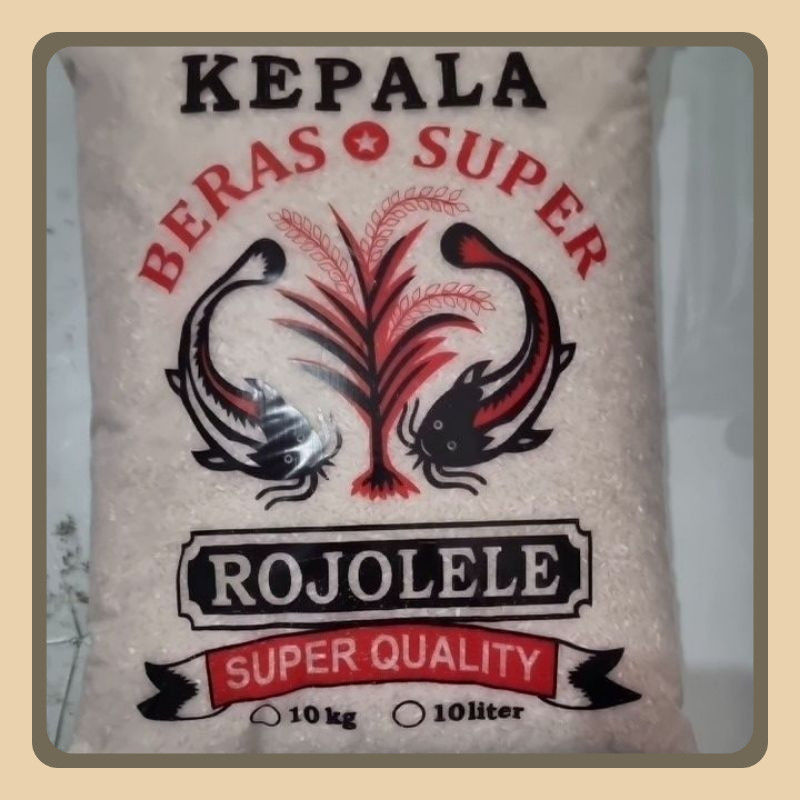 KEPALA
BERAS SUPER
ROJOLELE
SUPER QUALITY
10 kg 10 liter